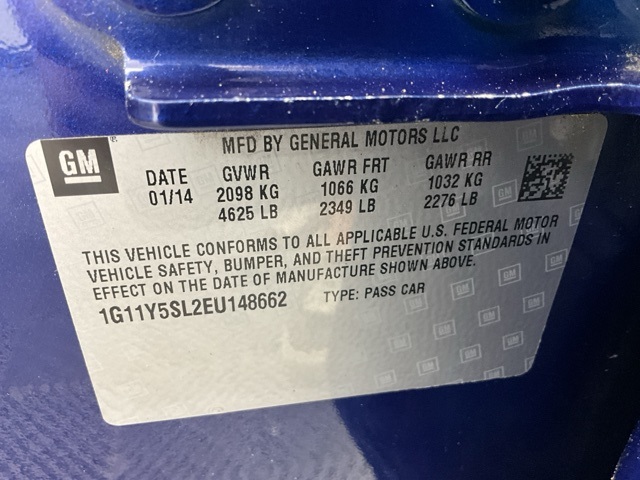 GM
MFD BY GENERAL MOTORS LLC
DATE GVWR GAWR FRT GAWR RR
01/14 2098 KG 1066 KG 1032 KG
4625 LB 2349 LB 2276 LB
THIS VEHICLE CONFORMS TO ALL APPLICABLE U.S. FEDERAL MOTOR
VEHICLE SAFETY, BUMPER, AND THEFT PREVENTION STANDARDS IN
EFFECT ON THE DATE OF MANUFACTURE SHOWN ABOVE.
1G11Y5SL2EU148662 TYPE: PASS CAR